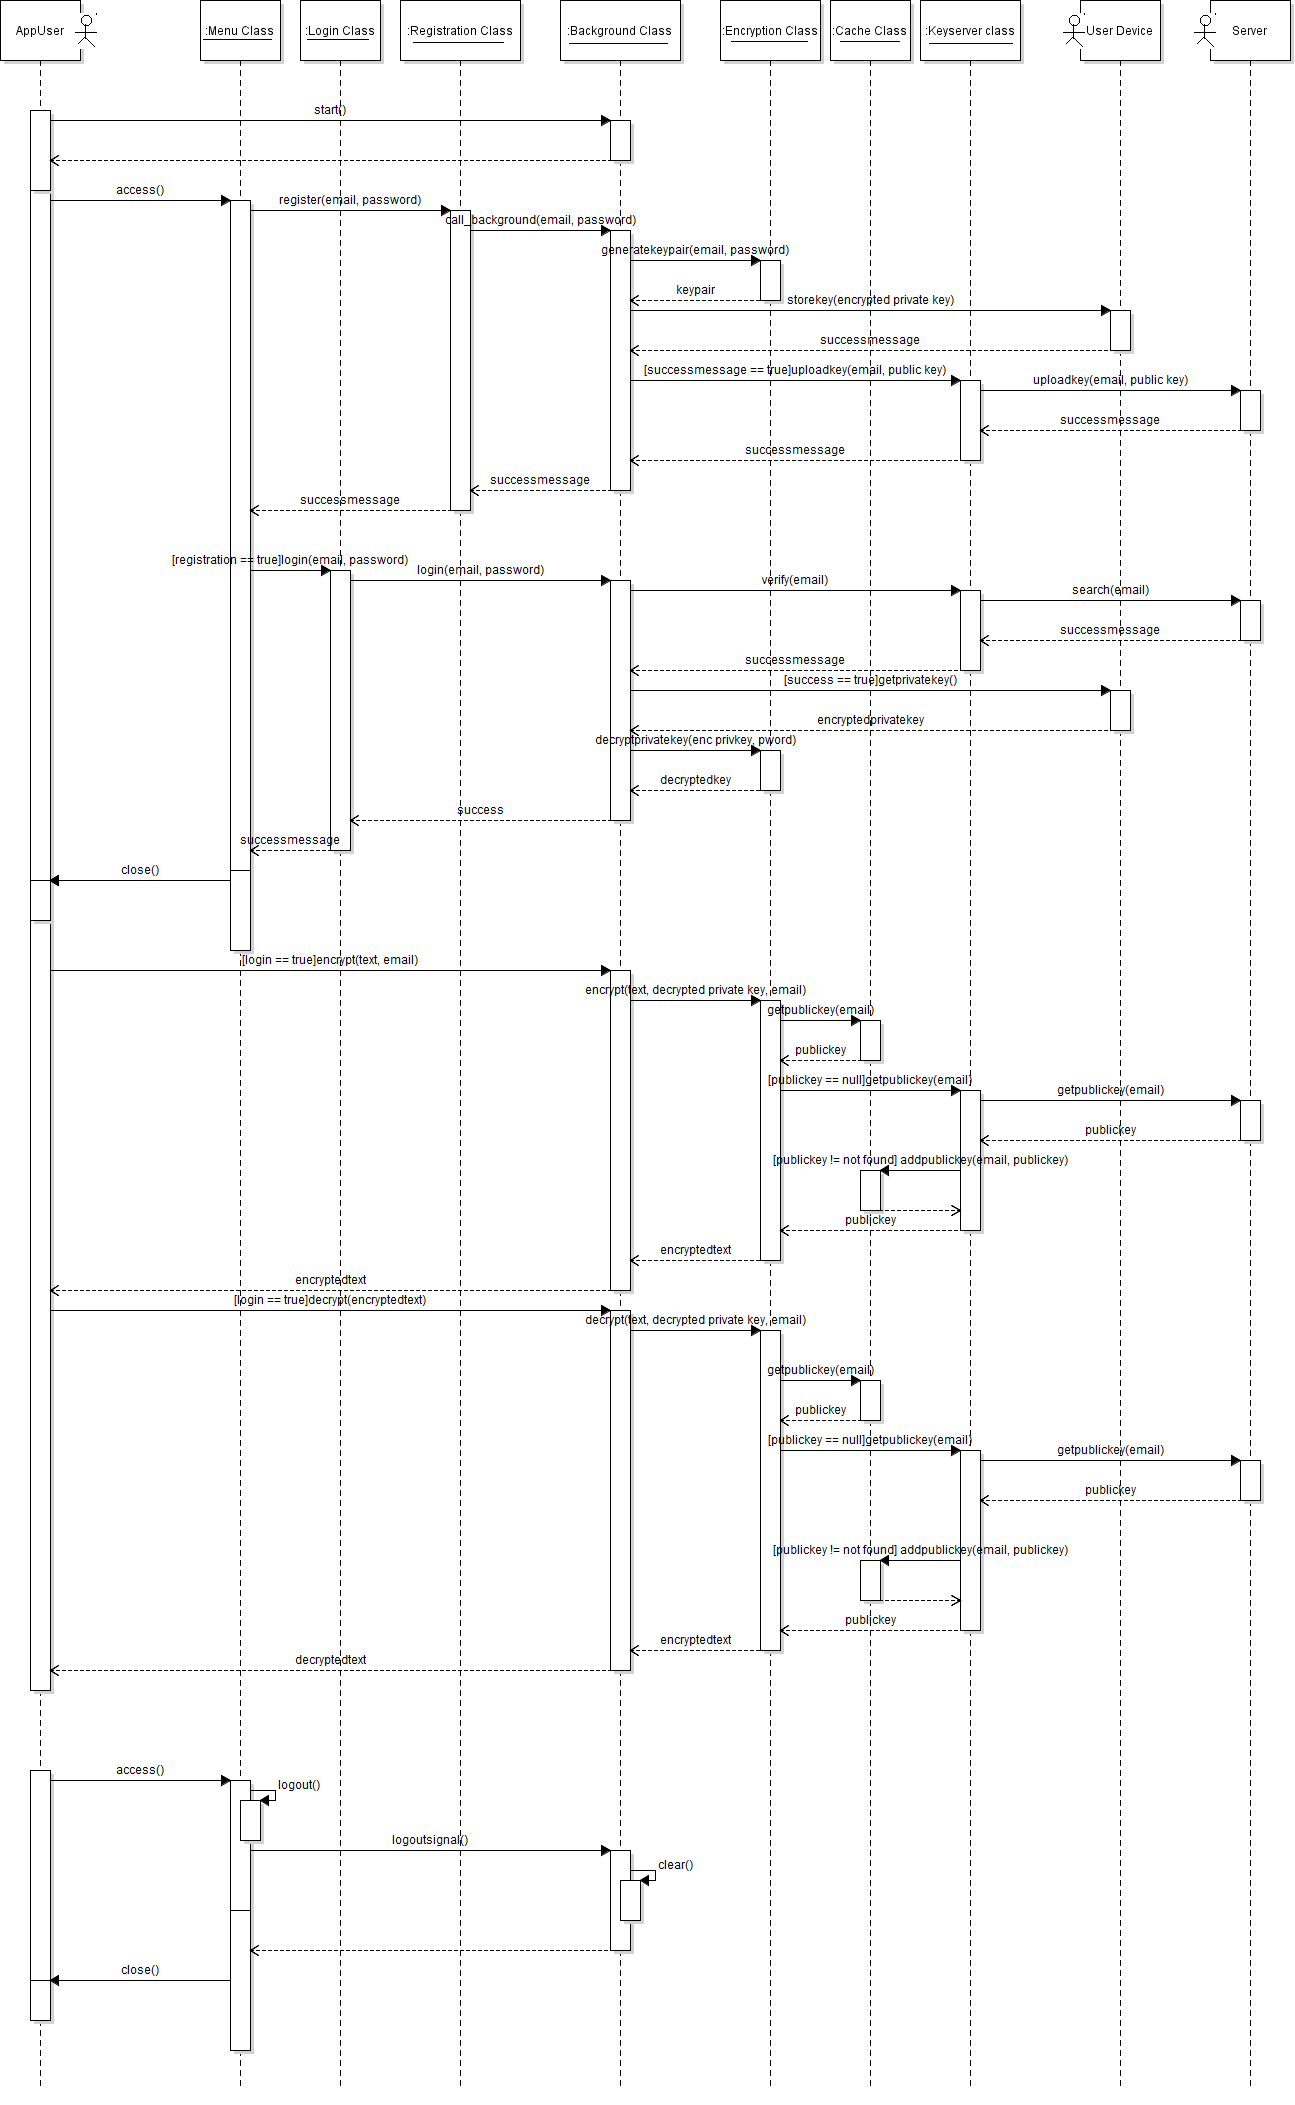 AppUser
:Menu Class
:Login Class
:Registration Class
:Background Class
:Encryption Class
:Cache Class
:Keyserver class
User Device
Server
start()
access()
register(email, password)
call_background(email, password)
generatekeypair(email, password)
keypair
storekey(encrypted private key)
successmessage
[successmessage == true]uploadkey(email, public key)
uploadkey(email, public key)
successmessage
successmessage
successmessage
successmessage
[registration == true]login(email, password)
login(email, password)
verify(email)
search(email)
successmessage
successmessage
[success == true]getprivatekey()
encryptedprivatekey
decryptprivatekey(enc privkey, pword)
decryptedkey
success
successmessage
close()
[login == true]encrypt(text, email)
encrypt(text, decrypted private key, email)
getpublickey(email)
publickey
[publickey == null]getpublickey(email)
getpublickey(email)
publickey
[publickey != not found] addpublickey(email, publickey)
publickey
encryptedtext
encryptedtext
[login == true]decrypt(encryptedtext)
decrypt(text, decrypted private key, email)
getpublickey(email)
publickey
[publickey == null]getpublickey(email)
getpublickey(email)
publickey
[publickey != not found] addpublickey(email, publickey)
publickey
encryptedtext
decryptedtext
access()
logout()
logoutsignal()
clear()
close()